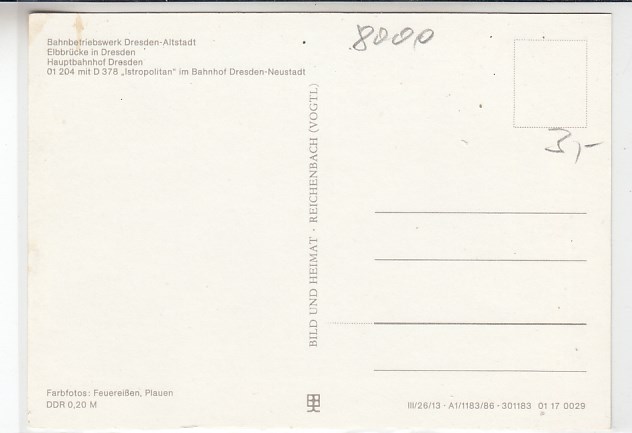 Bahnbetriebswerk Dresden-Altstadt
Elbbrücke in Dresden
Hauptbahnhof Dresden
01 204 mit D 378 „Istropolitan“ im Bahnhof Dresden-Neustadt
8000
3,-
BILD UND HEIMAT · REICHENBACH (VOGTL)
Farbfotos: Feuereißen, Plauen
DDR 0,20 M
III/26/13 · A1/1183/86 · 301183 01 17 0029